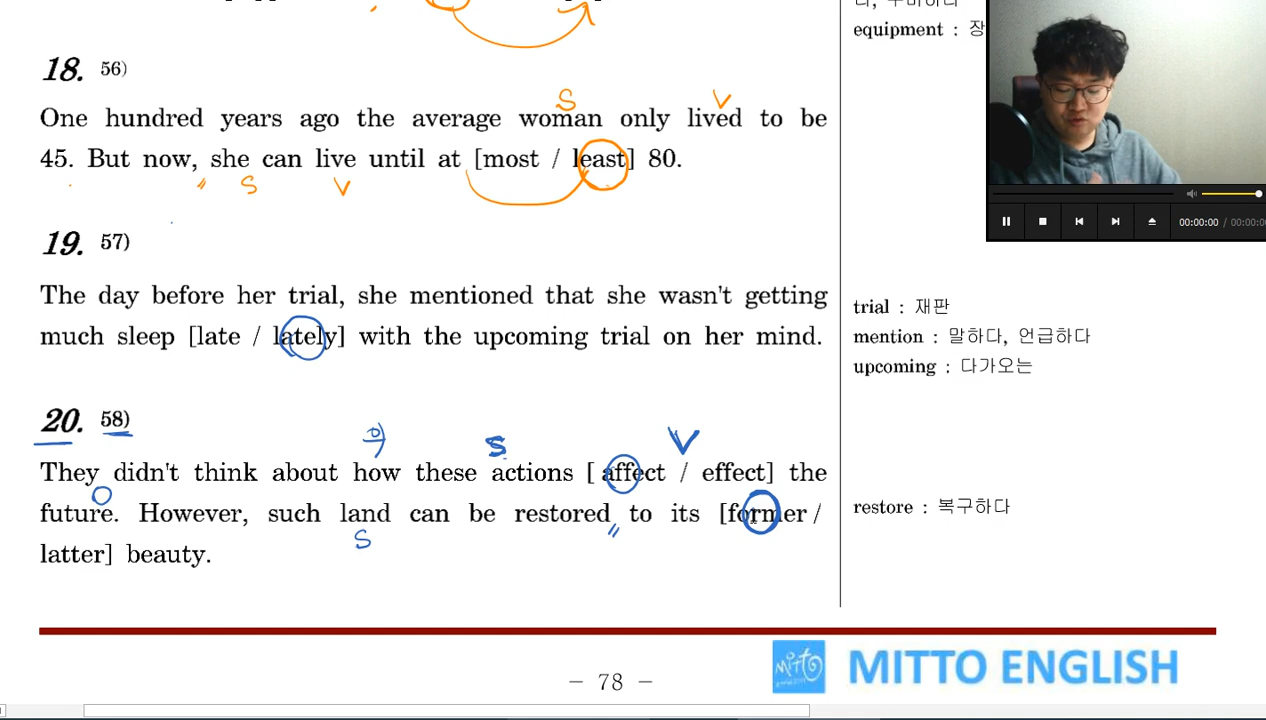 equipment : 장
18. 56)
S V
One hundred years ago the average woman only lived to be
45. But now, she can live until at [most / least] 80.
S V
00:00:00 / 00:00:0
19. 57)
The day before her trial, she mentioned that she wasn't getting
much sleep [late / lately] with the upcoming trial on her mind.
trial : 재판
mention : 말하다, 언급하다
upcoming : 다가오는
20. 58)
S V
They didn't think about how these actions [ affect / effect] the
O
future. However, such land can be restored to its [former /
S
latter] beauty.
restore : 복구하다
- 78 -
mitto
MITTO ENGLISH